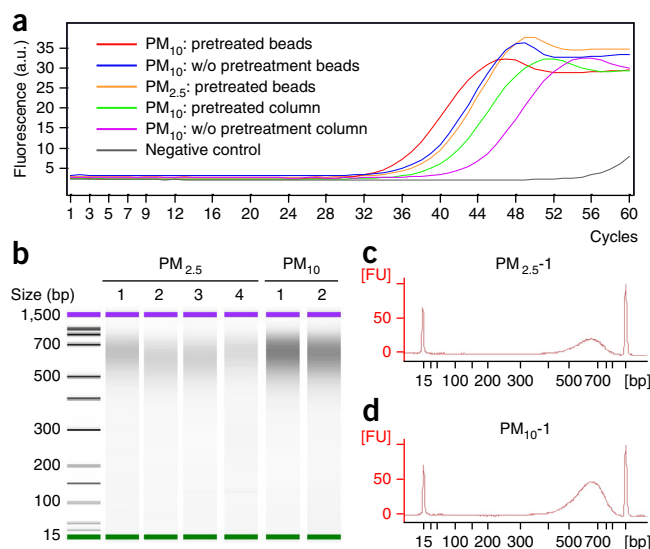 a
Fluorescence (a.u.)
35
30
25
20
15
10
5
PM10: pretreated beads
PM10: w/o pretreatment beads
PM2.5: pretreated beads
PM10: pretreated column
PM10: w/o pretreatment column
Negative control
1 3 5 7 9 12 16 20 24 28 32 36 40 44 48 52 56 60
Cycles
b
PM2.5 PM10
Size (bp) 1 2 3 4 1 2
1,500
700
500
300
200
100
15
c
PM2.5-1
[FU]
50
0
15 100 200 300 500 700 [bp]
d
PM10-1
[FU]
50
0
15 100 200 300 500 700 [bp]